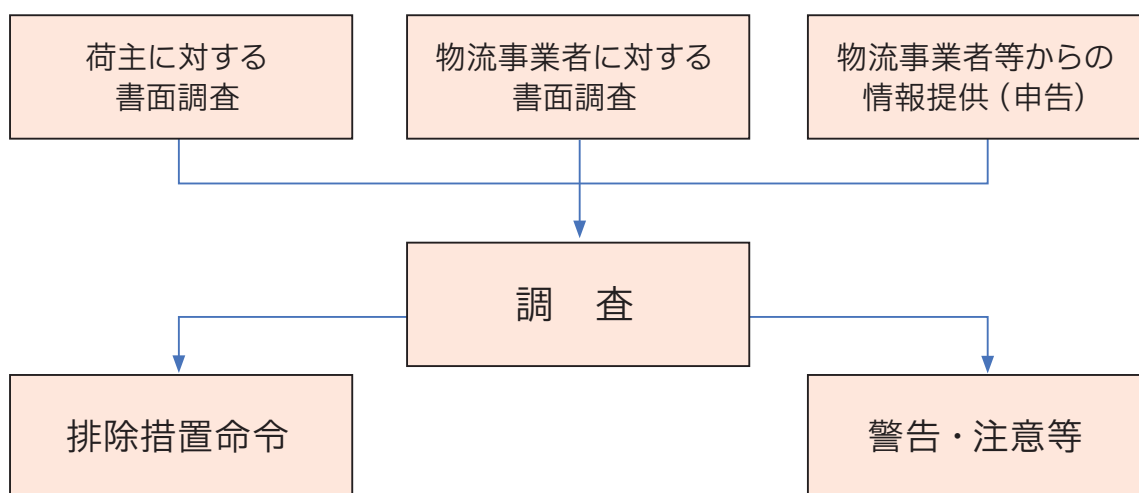 荷主に対する
書面調査
物流事業者に対する
書面調査
物流事業者等からの
情報提供（申告）
調　査
排除措置命令
警告・注意等